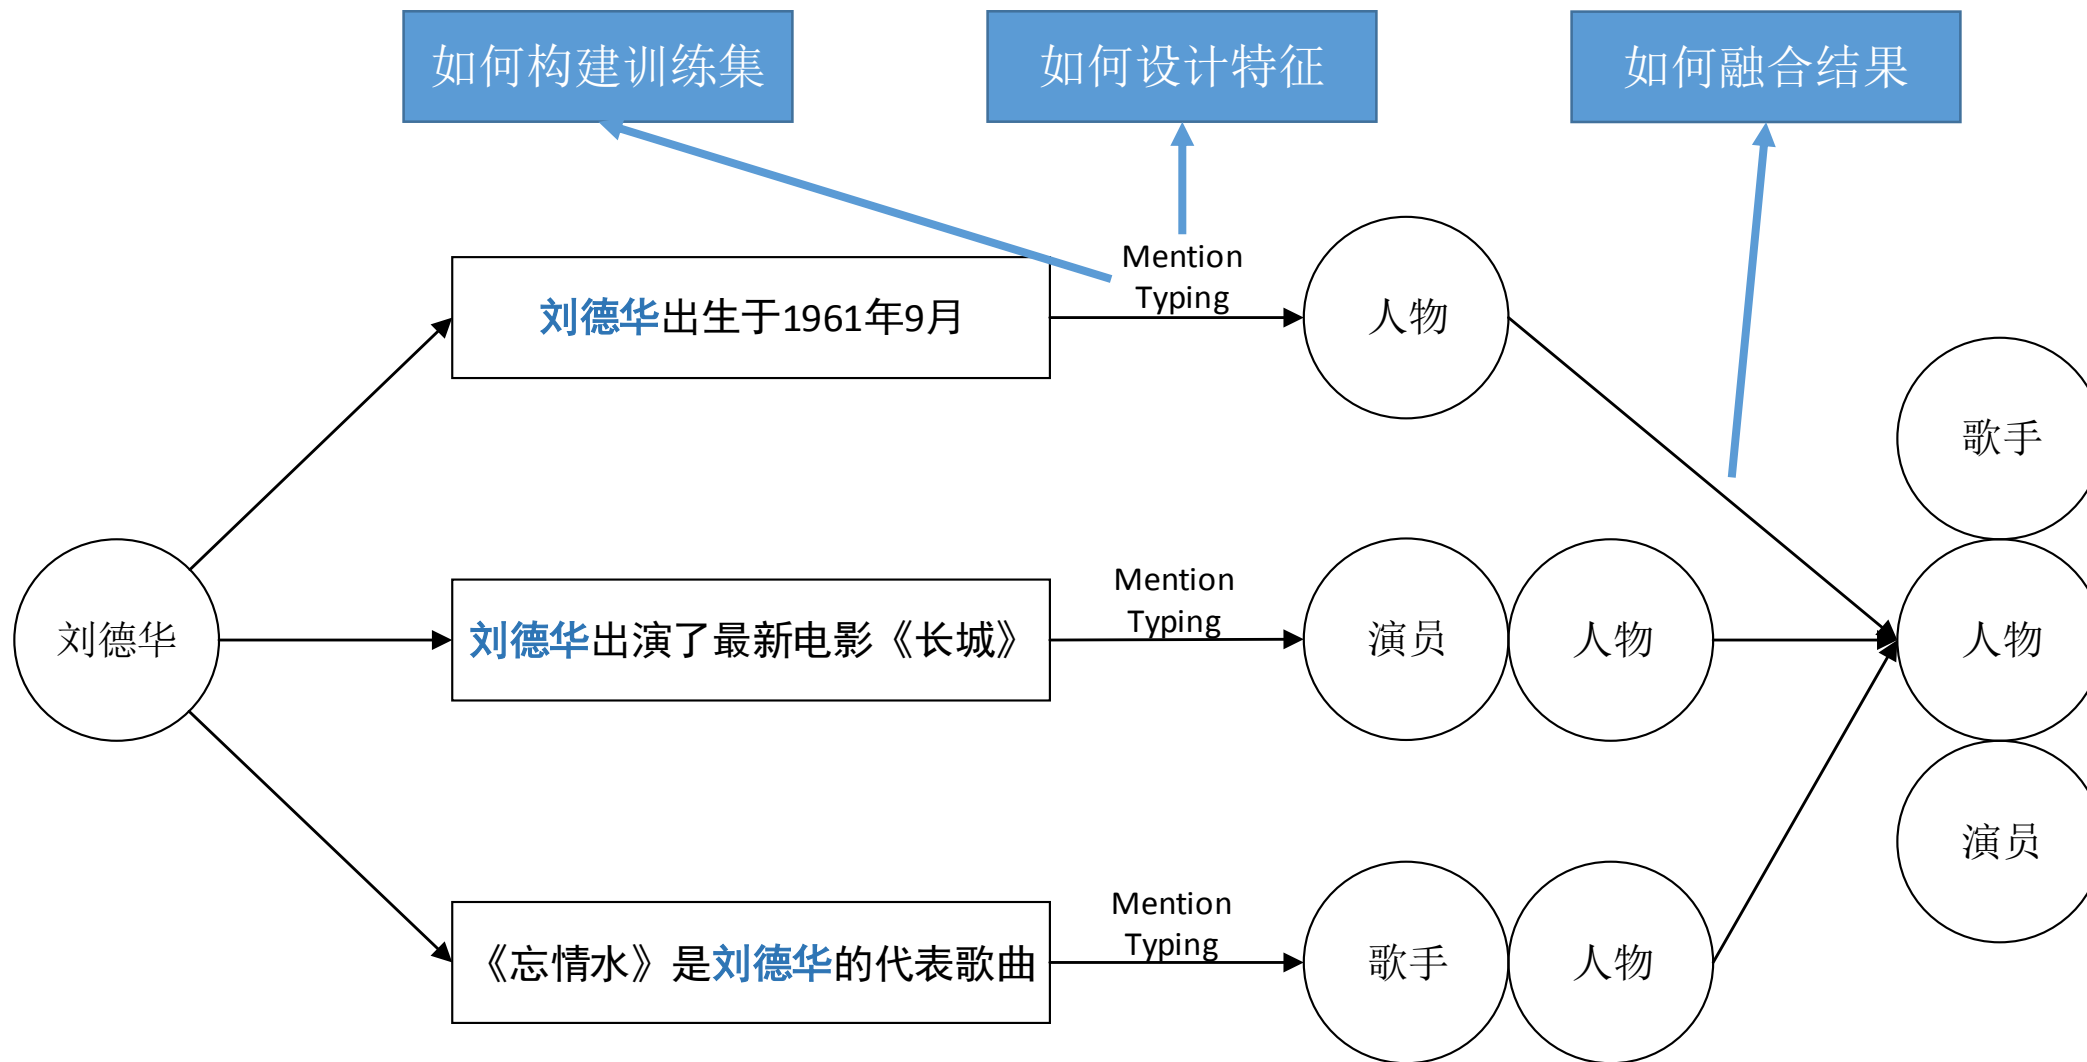 如何构建训练集
如何设计特征
如何融合结果
刘德华
刘德华出生于1961年9月
Mention
Typing
人物
刘德华出演了最新电影《长城》
Mention
Typing
演员
人物
《忘情水》是刘德华的代表歌曲
Mention
Typing
歌手
人物
歌手
人物
演员